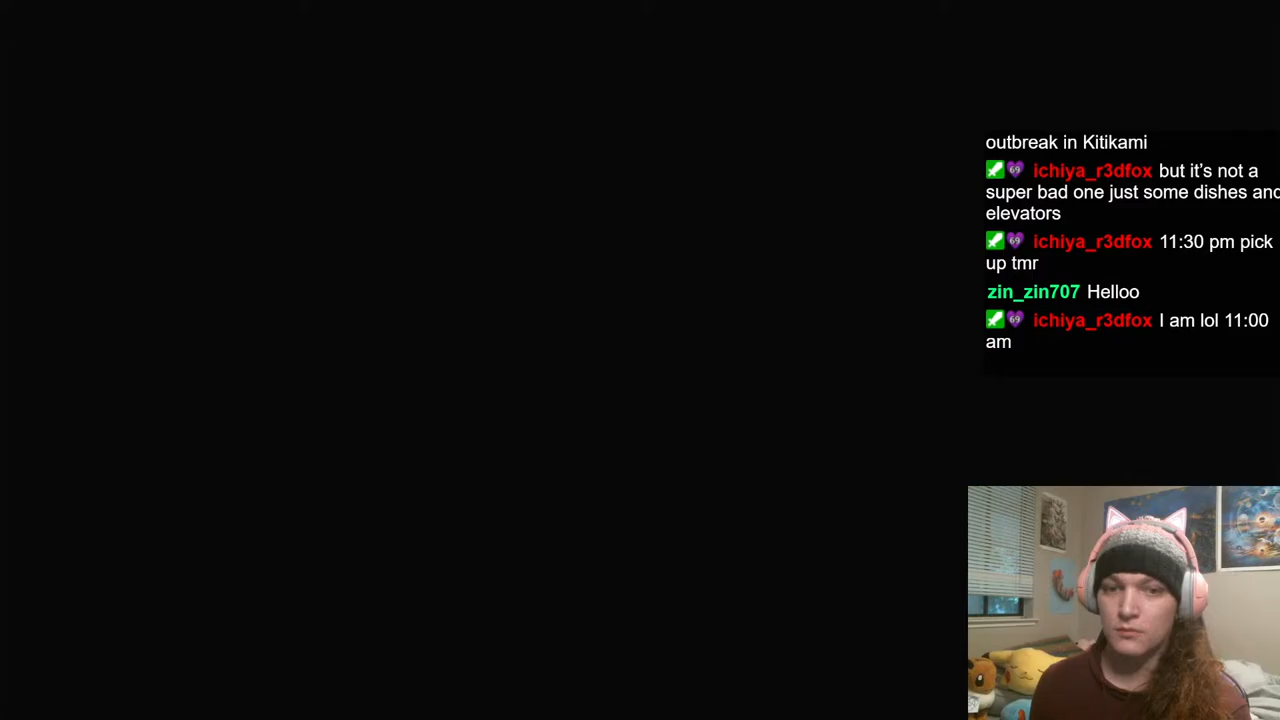 outbreak in Kitikami
ichiya_r3dfox but it's not a
super bad one just some dishes and
elevators
ichiya_r3dfox 11:30 pm pick
up tmr
zin_zin707 Helloo
ichiya_r3dfox I am lol 11:00
am